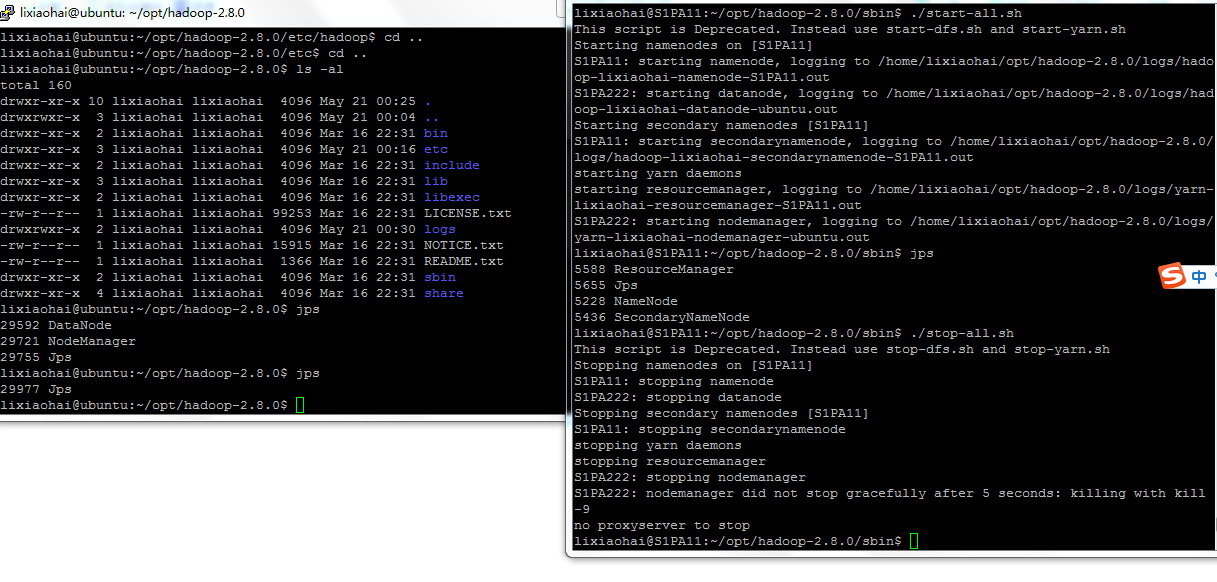 lixiaohai@ubuntu: ~/opt/hadoop-2.8.0
lixiaohai@ubuntu:~/opt/hadoop-2.8.0/etc/hadoop$ cd ..
lixiaohai@ubuntu:~/opt/hadoop-2.8.0/etc$ cd ..
lixiaohai@ubuntu:~/opt/hadoop-2.8.0$ ls -al
total 160
drwxr-xr-x 10 lixiaohai lixiaohai  4096 May 21 00:25 .
drwxrwxr-x  3 lixiaohai lixiaohai  4096 May 21 00:04 ..
drwxr-xr-x  2 lixiaohai lixiaohai  4096 Mar 16 22:31 bin
drwxr-xr-x  3 lixiaohai lixiaohai  4096 May 21 00:16 etc
drwxr-xr-x  2 lixiaohai lixiaohai  4096 Mar 16 22:31 include
drwxr-xr-x  3 lixiaohai lixiaohai  4096 Mar 16 22:31 lib
drwxr-xr-x  2 lixiaohai lixiaohai  4096 Mar 16 22:31 libexec
-rw-r--r--  1 lixiaohai lixiaohai 99253 Mar 16 22:31 LICENSE.txt
drwxrwxr-x  2 lixiaohai lixiaohai  4096 May 21 00:30 logs
-rw-r--r--  1 lixiaohai lixiaohai 15915 Mar 16 22:31 NOTICE.txt
-rw-r--r--  1 lixiaohai lixiaohai  1366 Mar 16 22:31 README.txt
drwxr-xr-x  2 lixiaohai lixiaohai  4096 Mar 16 22:31 sbin
drwxr-xr-x  4 lixiaohai lixiaohai  4096 Mar 16 22:31 share
lixiaohai@ubuntu:~/opt/hadoop-2.8.0$ jps
29592 DataNode
29721 NodeManager
29755 Jps
lixiaohai@ubuntu:~/opt/hadoop-2.8.0$ jps
29977 Jps
lixiaohai@ubuntu:~/opt/hadoop-2.8.0$
lixiaohai@S1PA11:~/opt/hadoop-2.8.0/sbin$ ./start-all.sh
This script is Deprecated. Instead use start-dfs.sh and start-yarn.sh
Starting namenodes on [S1PA11]
S1PA11: starting namenode, logging to /home/lixiaohai/opt/hadoop-2.8.0/logs/hado
op-lixiaohai-namenode-S1PA11.out
S1PA222: starting datanode, logging to /home/lixiaohai/opt/hadoop-2.8.0/logs/had
oop-lixiaohai-datanode-ubuntu.out
Starting secondary namenodes [S1PA11]
S1PA11: starting secondarynamenode, logging to /home/lixiaohai/opt/hadoop-2.8.0/
logs/hadoop-lixiaohai-secondarynamenode-S1PA11.out
starting yarn daemons
starting resourcemanager, logging to /home/lixiaohai/opt/hadoop-2.8.0/logs/yarn-
lixiaohai-resourcemanager-S1PA11.out
S1PA222: starting nodemanager, logging to /home/lixiaohai/opt/hadoop-2.8.0/logs/
yarn-lixiaohai-nodemanager-ubuntu.out
lixiaohai@S1PA11:~/opt/hadoop-2.8.0/sbin$ jps
5588 ResourceManager
5655 Jps
5228 NameNode
5436 SecondaryNameNode
lixiaohai@S1PA11:~/opt/hadoop-2.8.0/sbin$ ./stop-all.sh
This script is Deprecated. Instead use stop-dfs.sh and stop-yarn.sh
Stopping namenodes on [S1PA11]
S1PA11: stopping namenode
S1PA222: stopping datanode
Stopping secondary namenodes [S1PA11]
S1PA11: stopping secondarynamenode
stopping yarn daemons
stopping resourcemanager
S1PA222: stopping nodemanager
S1PA222: nodemanager did not stop gracefully after 5 seconds: killing with kill
-9
no proxyserver to stop
lixiaohai@S1PA11:~/opt/hadoop-2.8.0/sbin$
S 中